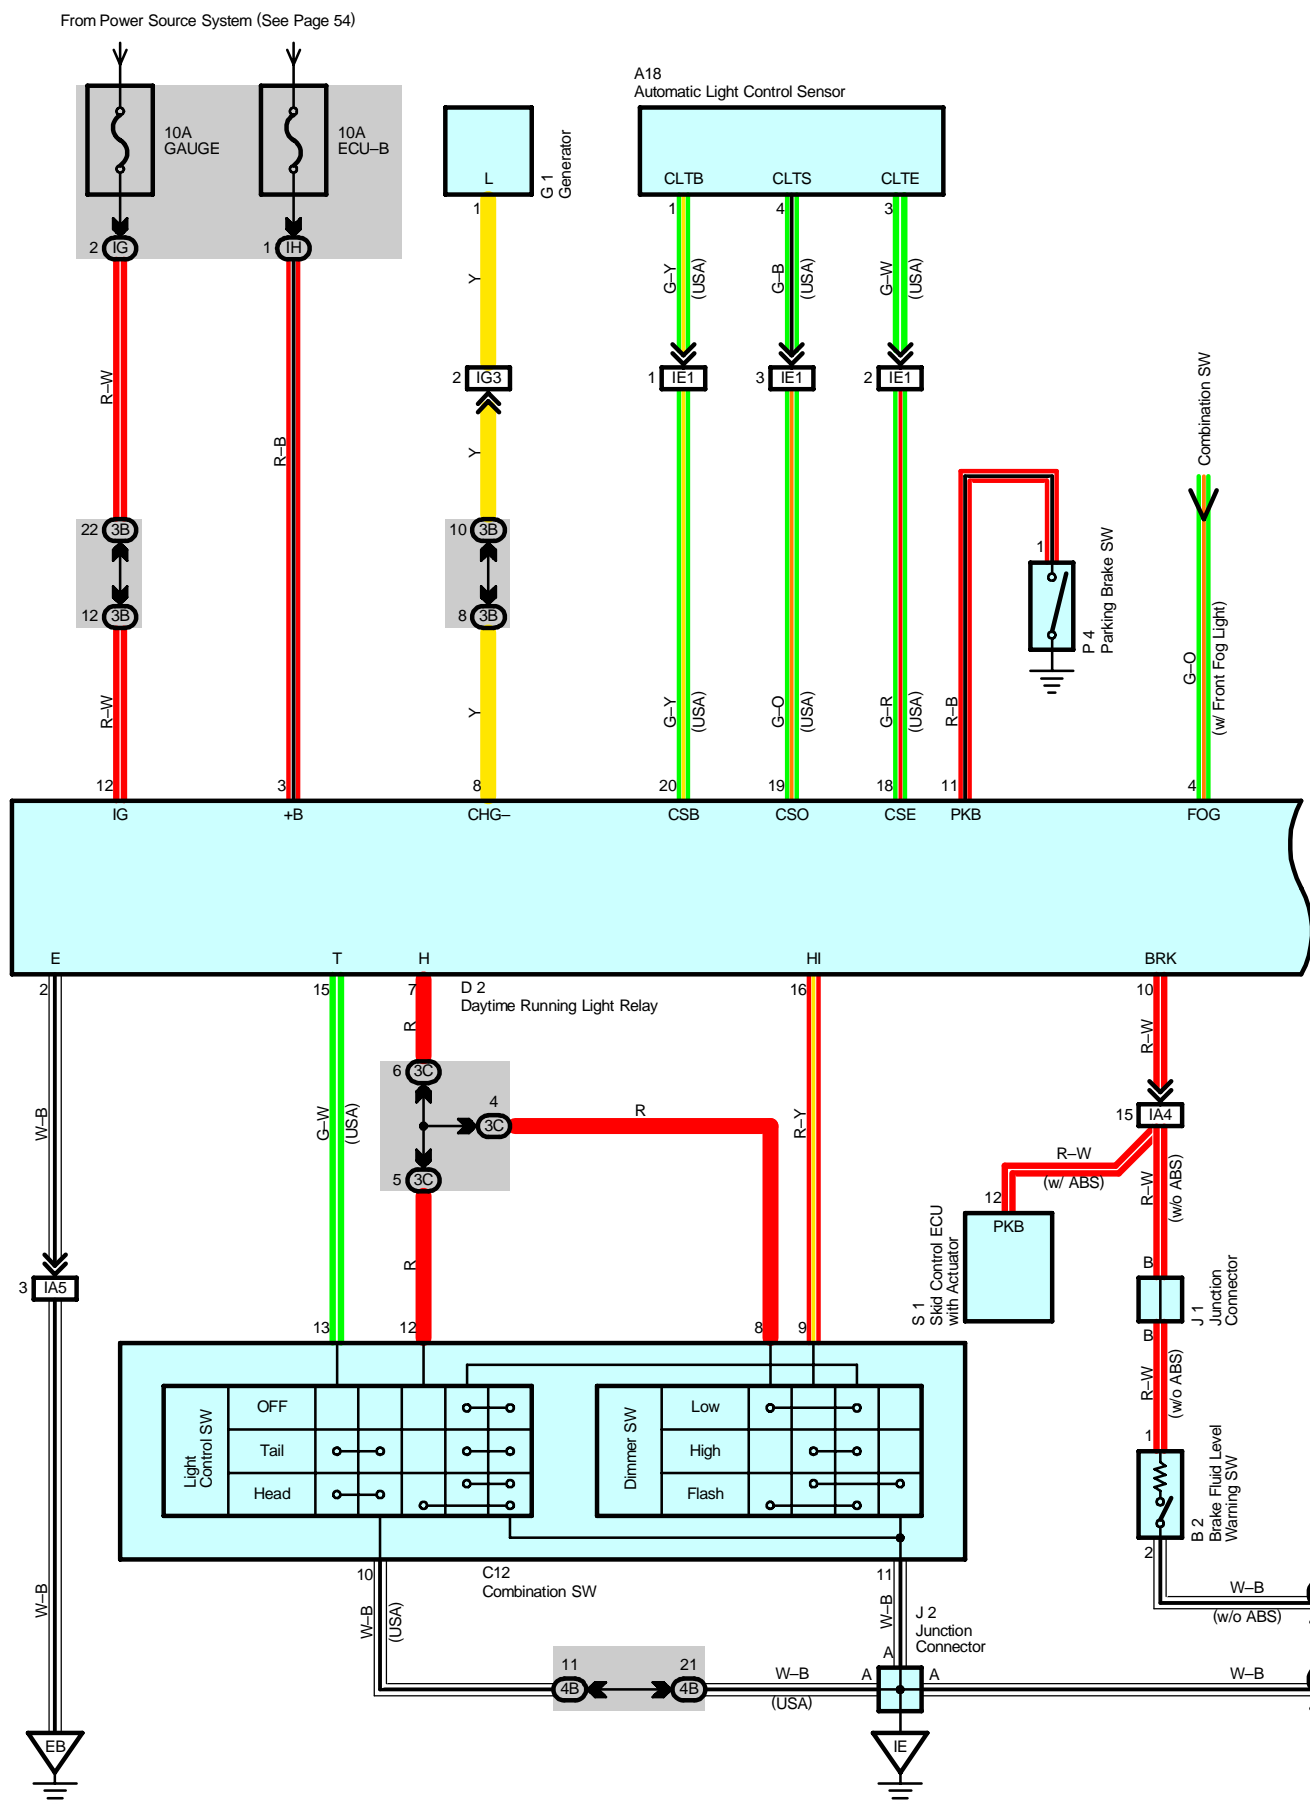 From Power Source System (See Page 54)
A18
Automatic Light Control Sensor
10A
GAUGE
10A
ECU–B
G 1
Generator
L
CLTB
CLTS
CLTE
1
1
4
3
2
IG
1
IH
Y
G–Y
(USA)
G–B
(USA)
G–W
(USA)
2
IG3
1
IE1
3
IE1
2
IE1
R–W
R–B
Y
Combination SW
22
3B
10
3B
1
P 4
Parking Brake SW
12
3B
8
3B
R–W
Y
G–Y
(USA)
G–O
(USA)
G–R
(USA)
R–B
G–O
(w/ Front Fog Light)
12
3
8
20
19
18
11
4
IG
+B
CHG–
CSB
CSO
CSE
PKB
FOG
E
T
H
HI
BRK
2
15
7
D 2
Daytime Running Light Relay
16
10
R
R–W
6
3C
4
3C
R
5
3C
W–B
G–W
(USA)
R–Y
15
IA4
R–W
(w/ ABS)
R–W
(w/o ABS)
12
PKB
S 1
Skid Control ECU
with Actuator
R
B
J 1
Junction
Connector
B
3
IA5
13
12
8
9
R–W
(w/o ABS)
Light
Control SW
OFF
Tail
Head
Dimmer SW
Low
High
Flash
1
B 2
Brake Fluid Level
Warning SW
2
10
C12
Combination SW
11
W–B
W–B
(USA)
W–B
J 2
Junction
Connector
W–B
(w/o ABS)
A
11
4B
21
4B
W–B
(USA)
A
A
W–B
EB
IE